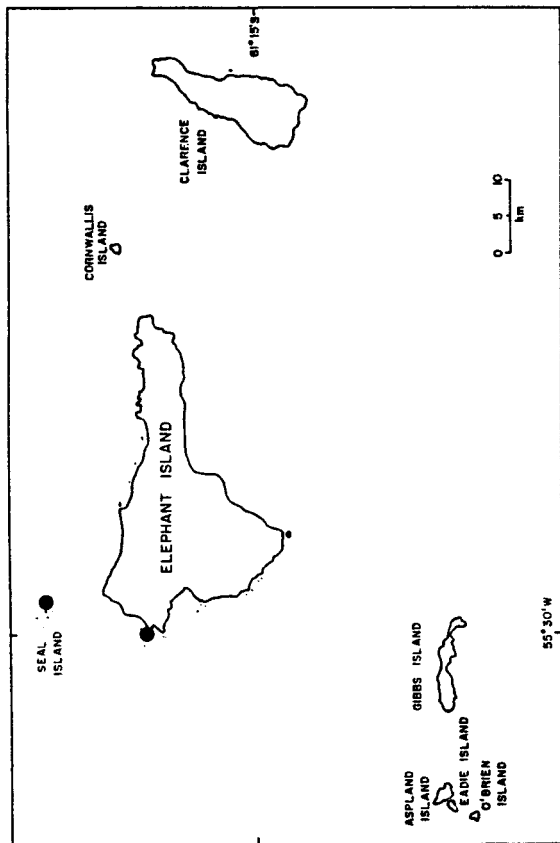 61°15'S
CLARENCE
ISLAND
CORNWALLIS
ISLAND
0 5 10
km
ELEPHANT ISLAND
SEAL
ISLAND
55°30'W
GIBBS ISLAND
ASPLAND
ISLAND
EADIE ISLAND
O'BRIEN
ISLAND